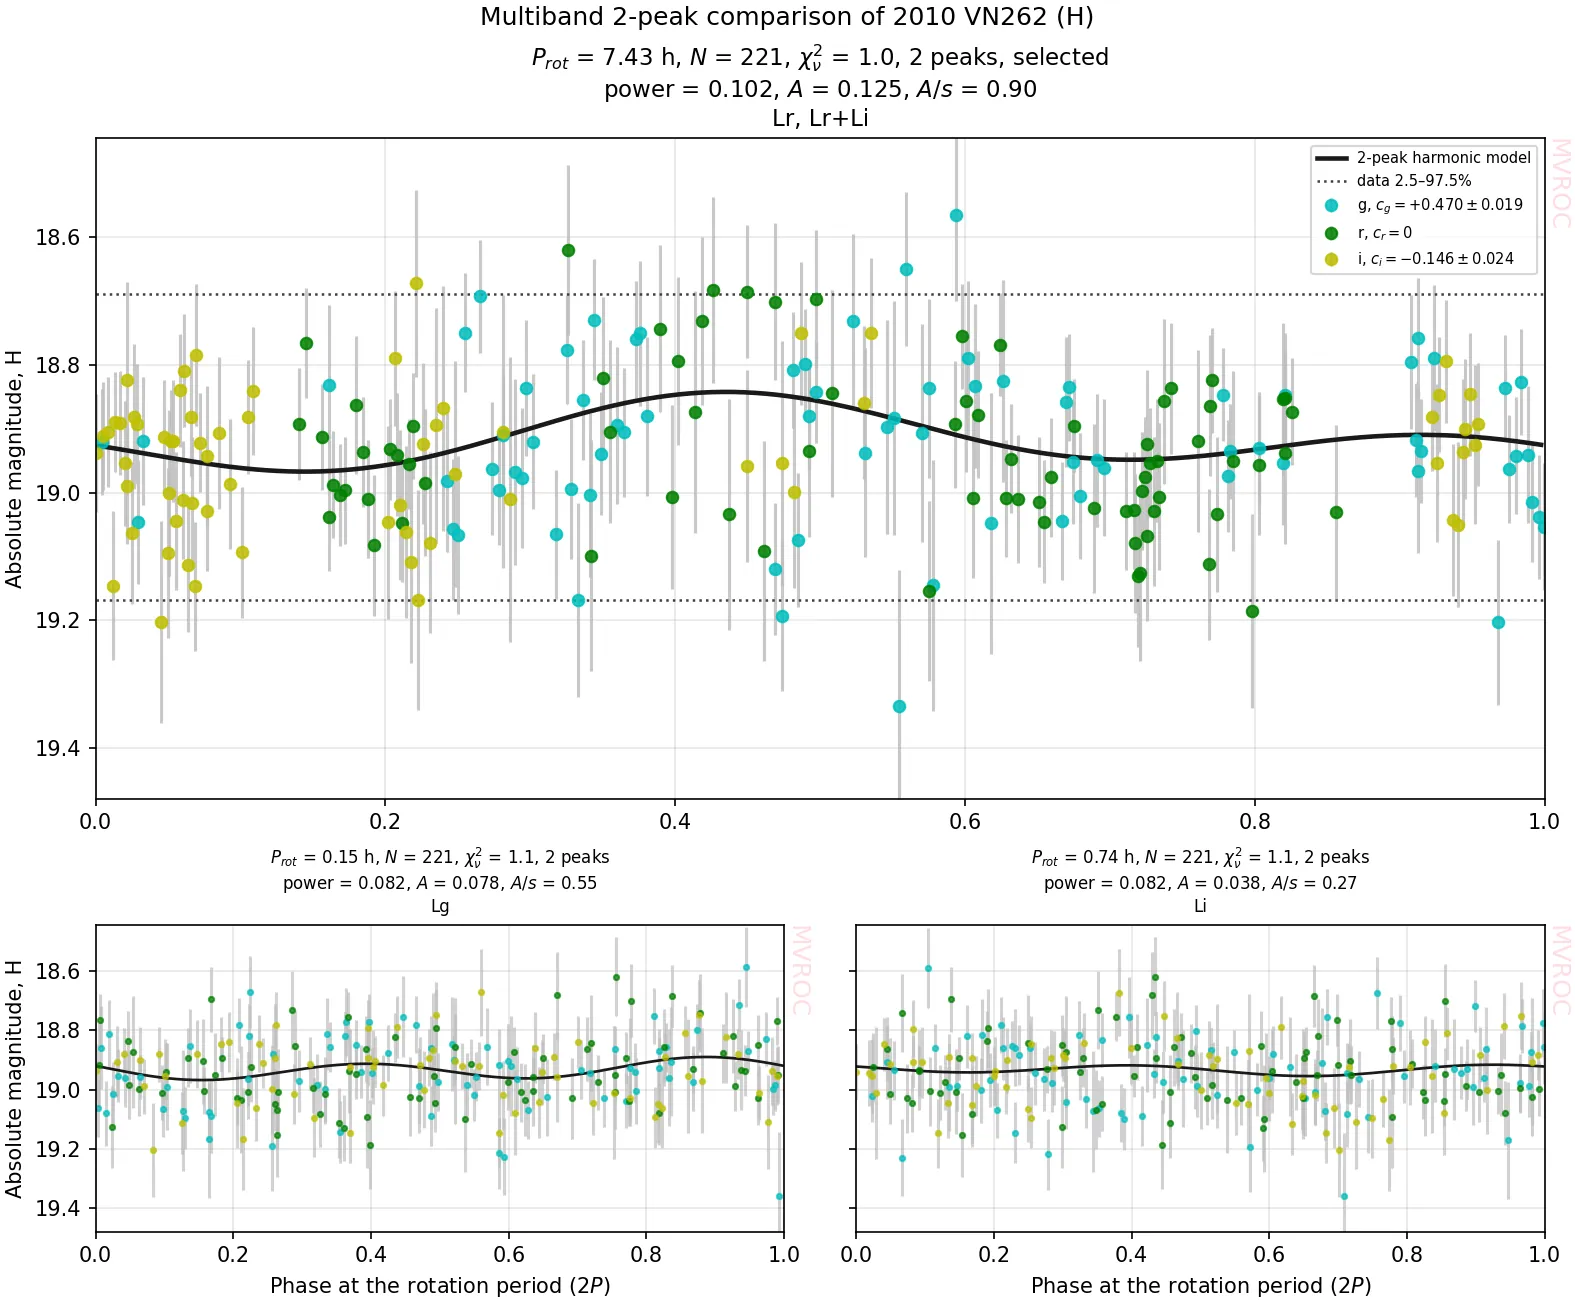 Multiband 2-peak comparison of 2010 VN262 (H)
P_rot = 7.43 h, N = 221, χ²_ν = 1.0, 2 peaks, selected
power = 0.102, A = 0.125, A/s = 0.90
Lr, Lr+Li
2-peak harmonic model
data 2.5–97.5%
g, c_g = +0.470 ± 0.019
r, c_r = 0
i, c_i = −0.146 ± 0.024
MVROC
Absolute magnitude, H
18.6
18.8
19.0
19.2
19.4
0.0 0.2 0.4 0.6 0.8 1.0
P_rot = 0.15 h, N = 221, χ²_ν = 1.1, 2 peaks
power = 0.082, A = 0.078, A/s = 0.55
Lg
MVROC
Absolute magnitude, H
18.6
18.8
19.0
19.2
19.4
0.0 0.2 0.4 0.6 0.8 1.0
Phase at the rotation period (2P)
P_rot = 0.74 h, N = 221, χ²_ν = 1.1, 2 peaks
power = 0.082, A = 0.038, A/s = 0.27
Li
MVROC
0.0 0.2 0.4 0.6 0.8 1.0
Phase at the rotation period (2P)